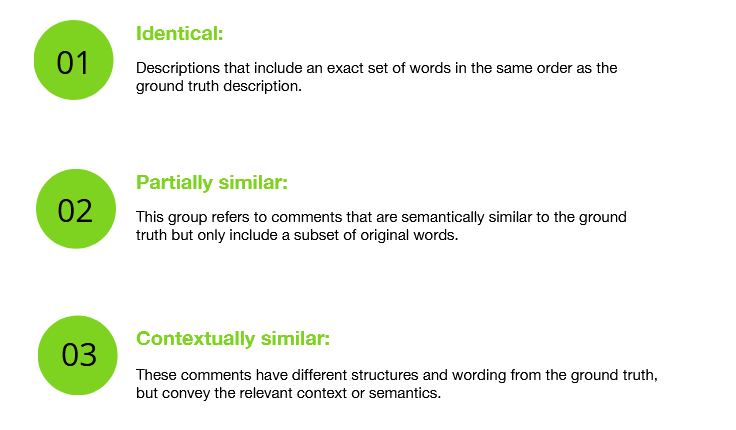 01
Identical:
Descriptions that include an exact set of words in the same order as the
ground truth description.
02
Partially similar:
This group refers to comments that are semantically similar to the ground
truth but only include a subset of original words.
03
Contextually similar:
These comments have different structures and wording from the ground truth,
but convey the relevant context or semantics.